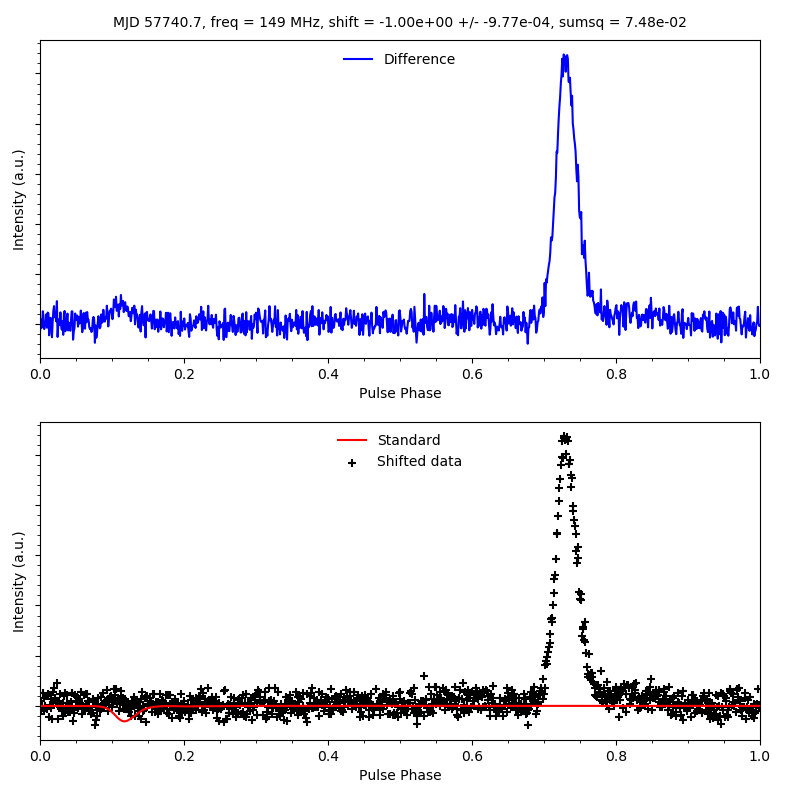 MJD 57740.7, freq = 149 MHz, shift = -1.00e+00 +/- -9.77e-04, sumsq = 7.48e-02
Difference
Intensity (a.u.)
0.0 0.2 0.4 0.6 0.8 1.0
Pulse Phase
Standard
Shifted data
Intensity (a.u.)
0.0 0.2 0.4 0.6 0.8 1.0
Pulse Phase